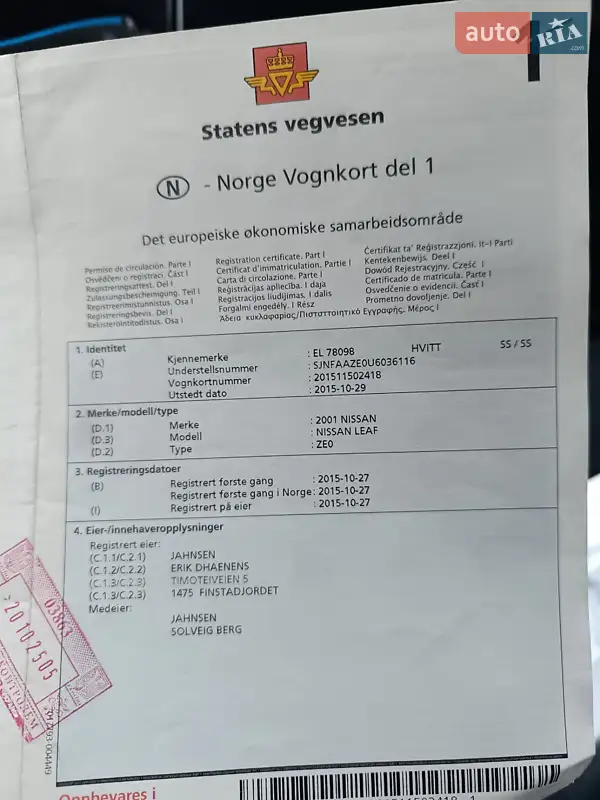 auto RIA .com
Statens vegvesen
N - Norge Vognkort del 1
Det europeiske økonomiske samarbeidsområde
Permiso de circulación. Parte I
Osvědčení o registraci. Část I
Registreringsattest. Del I
Zulassungsbescheinigung. Teil I
Registreerimistunnistus. Osa I
Registreringsbevis. Del I
Rekisteröintitodistus. Osa I
Registration certificate. Part I
Certificat d'immatriculation. Partie I
Carta di circolazione. Parte I
Reģistrācijas apliecība. I daļa
Registracijos liudijimas. I dalis
Forgalmi engedély. I Rész
Άδεια κυκλοφορίας/Πιστοποιητικό Εγγραφής. Μέρος I
Ċertifikat ta' Reġistrazzjoni. It-I Parti
Kentekenbewijs. Deel I
Dowód Rejestracyjny. Część I
Certificado de matrícula. Parte I
Osvedčenie o evidencii. Časť I
Prometno dovoljenje. Del I
1. Identitet
(A) Kjennemerke : EL 78098 HVITT SS / SS
(E) Understellsnummer : SJNFAAZE0U6036116
Vognkortnummer : 201511502418
Utstedt dato : 2015-10-29
2. Merke/modell/type
(D.1) Merke : 2001 NISSAN
(D.3) Modell : NISSAN LEAF
(D.2) Type : ZE0
3. Registreringsdatoer
(B) Registrert første gang : 2015-10-27
Registrert første gang i Norge : 2015-10-27
(I) Registrert på eier : 2015-10-27
4. Eier-/innehaveropplysninger
Registrert eier:
(C.1.1/C.2.1) JAHNSEN
(C.1.2/C.2.2) ERIK DHAENENS
(C.1.3/C.2.3) TIMOTEIVEIEN 5
(C.1.3/C.2.3) 1475 FINSTADJORDET
Medeier:
JAHNSEN
SOLVEIG BERG
03863
20102505
Oppbevares i